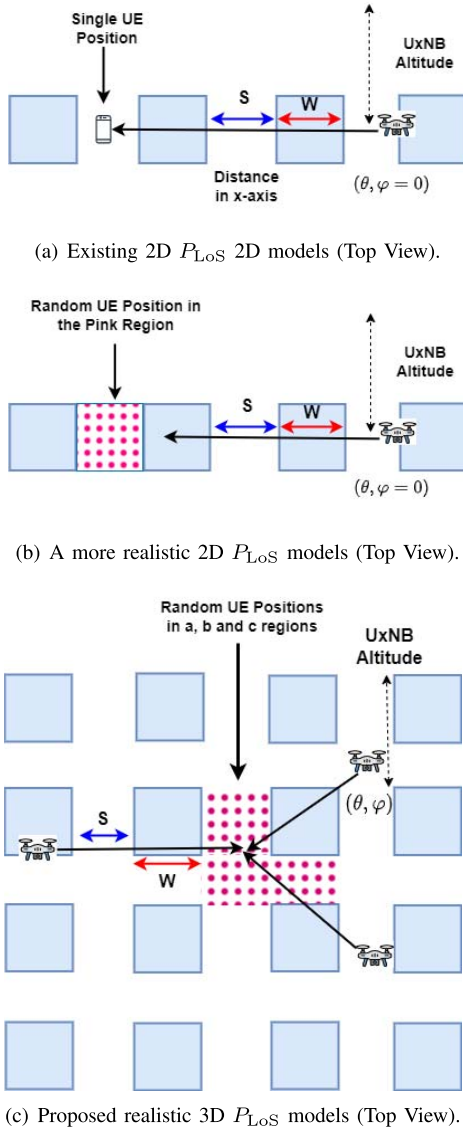 Single UE
Position
UxNB
Altitude
S
W
Distance
in x-axis
(θ, φ = 0)
(a) Existing 2D P_LoS 2D models (Top View).
Random UE Position in
the Pink Region
UxNB
Altitude
S
W
(θ, φ = 0)
(b) A more realistic 2D P_LoS models (Top View).
Random UE Positions
in a, b and c regions
UxNB
Altitude
S
(θ, φ)
W
(c) Proposed realistic 3D P_LoS models (Top View).